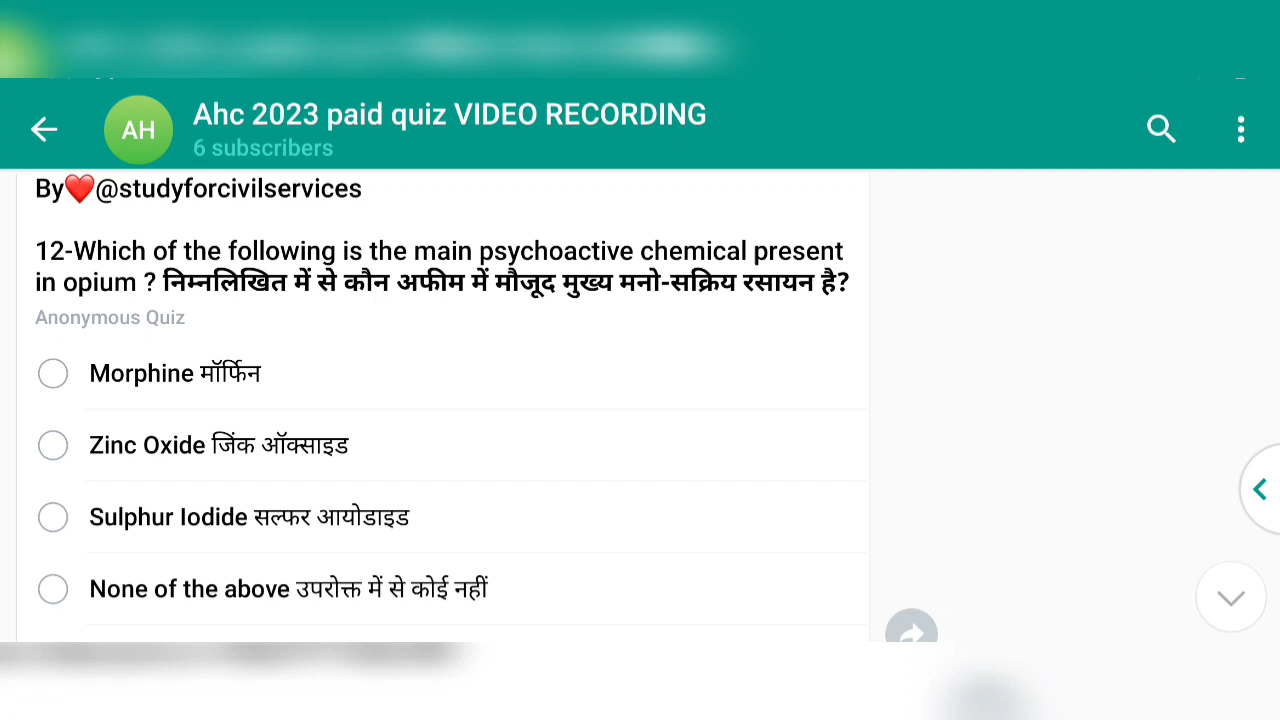 AH
Ahc 2023 paid quiz VIDEO RECORDING
6 subscribers
By❤️@studyforcivilservices
12-Which of the following is the main psychoactive chemical present
in opium ? निम्नलिखित में से कौन अफीम में मौजूद मुख्य मनो-सक्रिय रसायन है?
Anonymous Quiz
Morphine मॉर्फिन
Zinc Oxide जिंक ऑक्साइड
Sulphur Iodide सल्फर आयोडाइड
None of the above उपरोक्त में से कोई नहीं